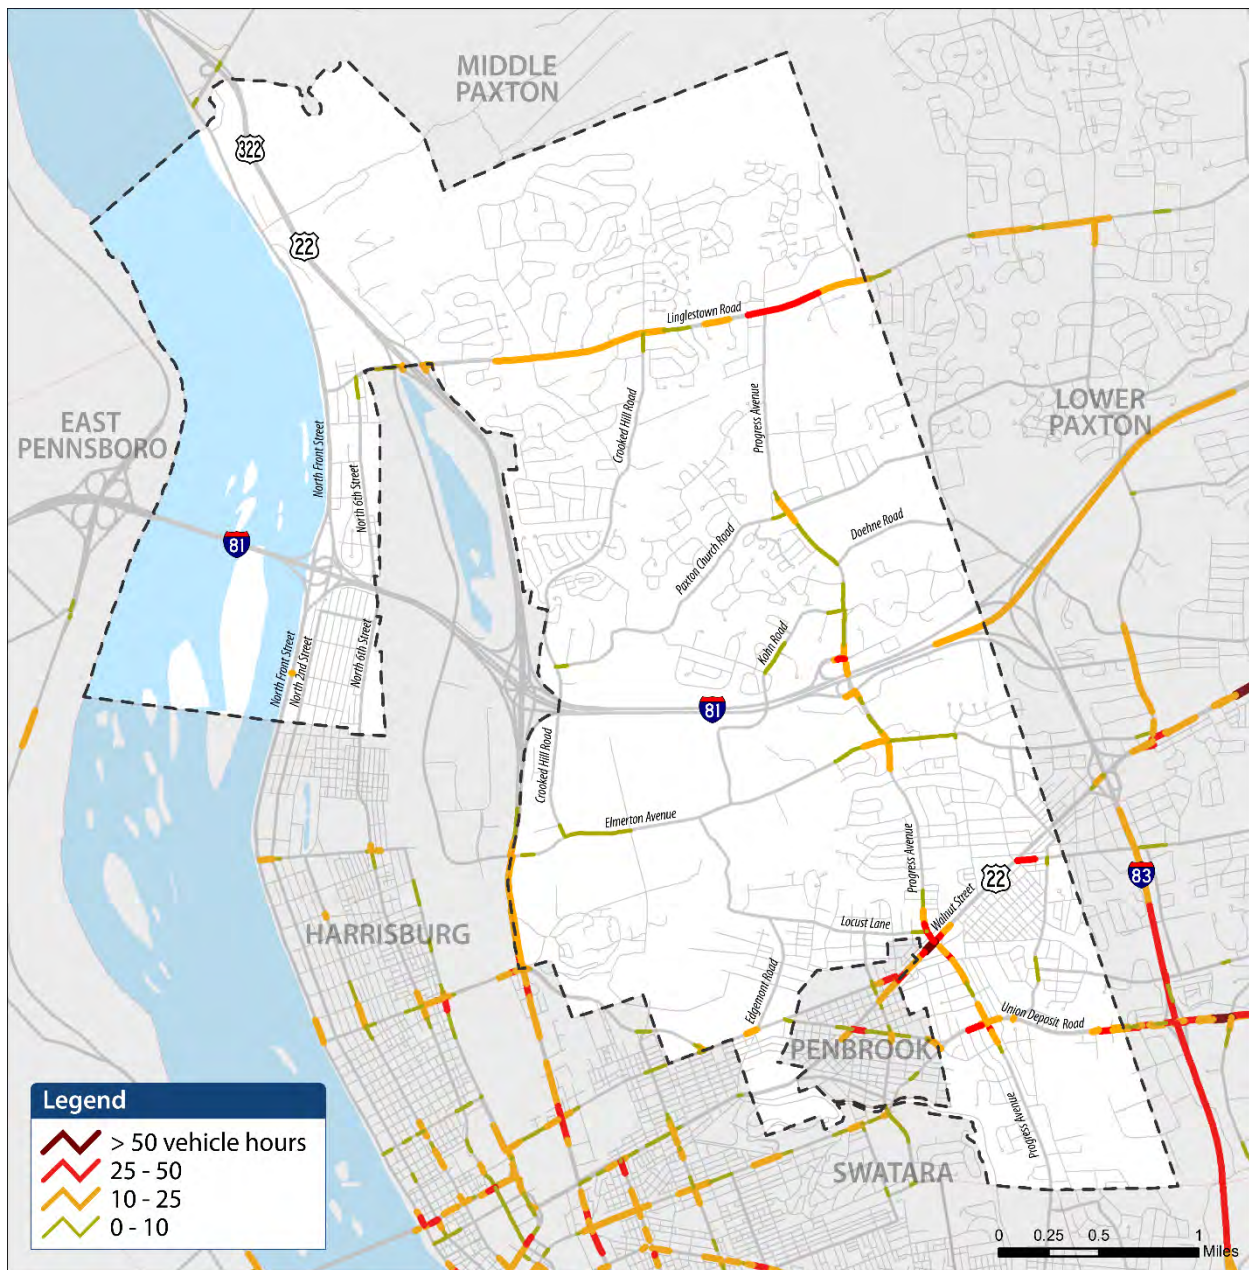 MIDDLE
PAXTON
322
22
Linglestown Road
LOWER
PAXTON
EAST
PENNSBORO
Crooked Hill Road
Progress Avenue
North Front Street
North 6th Street
Doehne Road
Paxton Church Road
81
Kohn Road
North Front Street
North 2nd Street
North 6th Street
81
Crooked Hill Road
Elmerton Avenue
Progress Avenue
22
83
Walnut Street
Locust Lane
HARRISBURG
Edgemont Road
Union Deposit Road
PENBROOK
Progress Avenue
SWATARA
Legend
> 50 vehicle hours
25 - 50
10 - 25
0 - 10
0 0.25 0.5 1
Miles